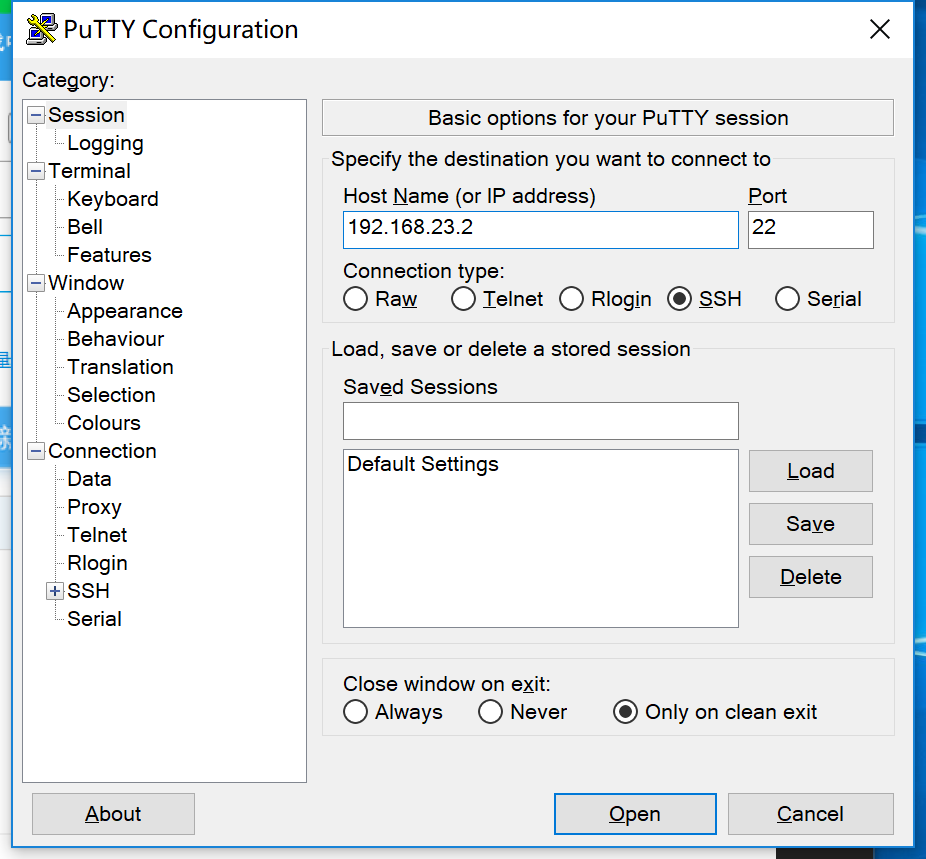 PuTTY Configuration
Category:
Session
Logging
Terminal
Keyboard
Bell
Features
Window
Appearance
Behaviour
Translation
Selection
Colours
Connection
Data
Proxy
Telnet
Rlogin
SSH
Serial
Basic options for your PuTTY session
Specify the destination you want to connect to
Host Name (or IP address) Port
192.168.23.2 22
Connection type:
Raw Telnet Rlogin SSH Serial
Load, save or delete a stored session
Saved Sessions
Default Settings
Load
Save
Delete
Close window on exit:
Always Never Only on clean exit
About Open Cancel